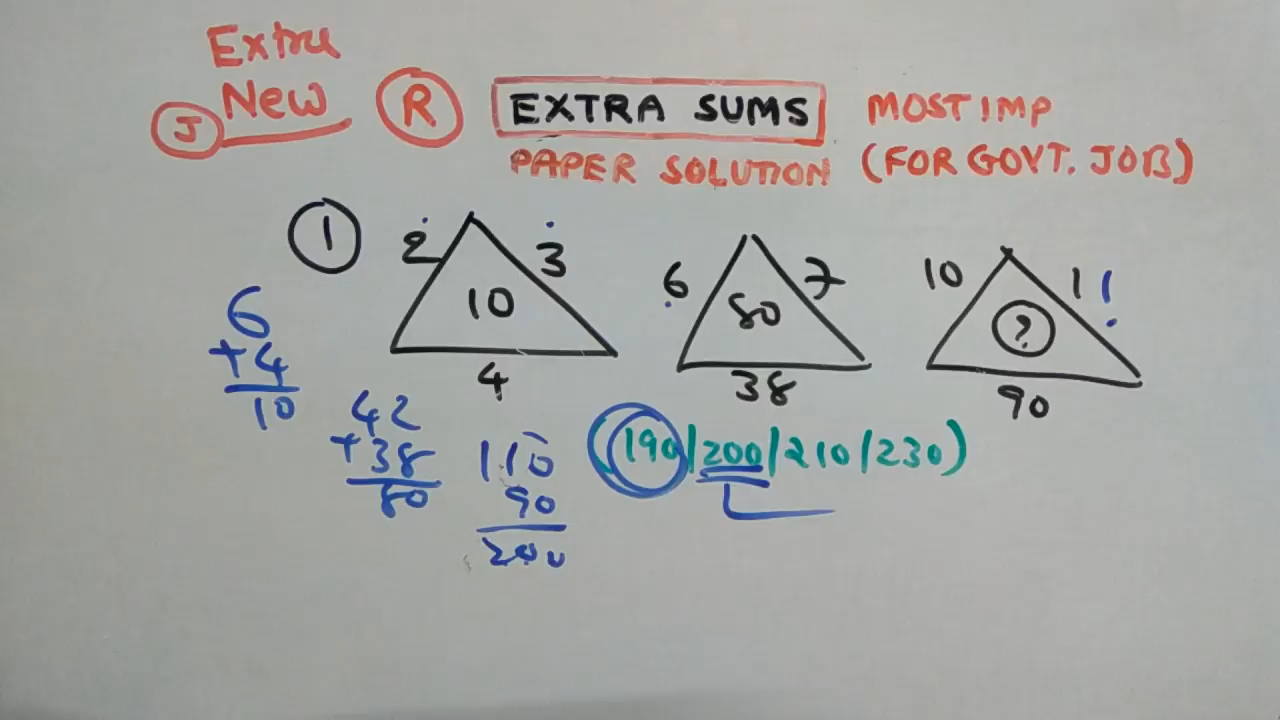 Extra
New
J
R
EXTRA SUMS
MOST IMP
PAPER SOLUTION (FOR GOVT. JOB)
1
2 3
10
4
6 7
80
38
10 11
?
90
6
+4
10
42
+38
80
110
90
200
(190/200/210/230)